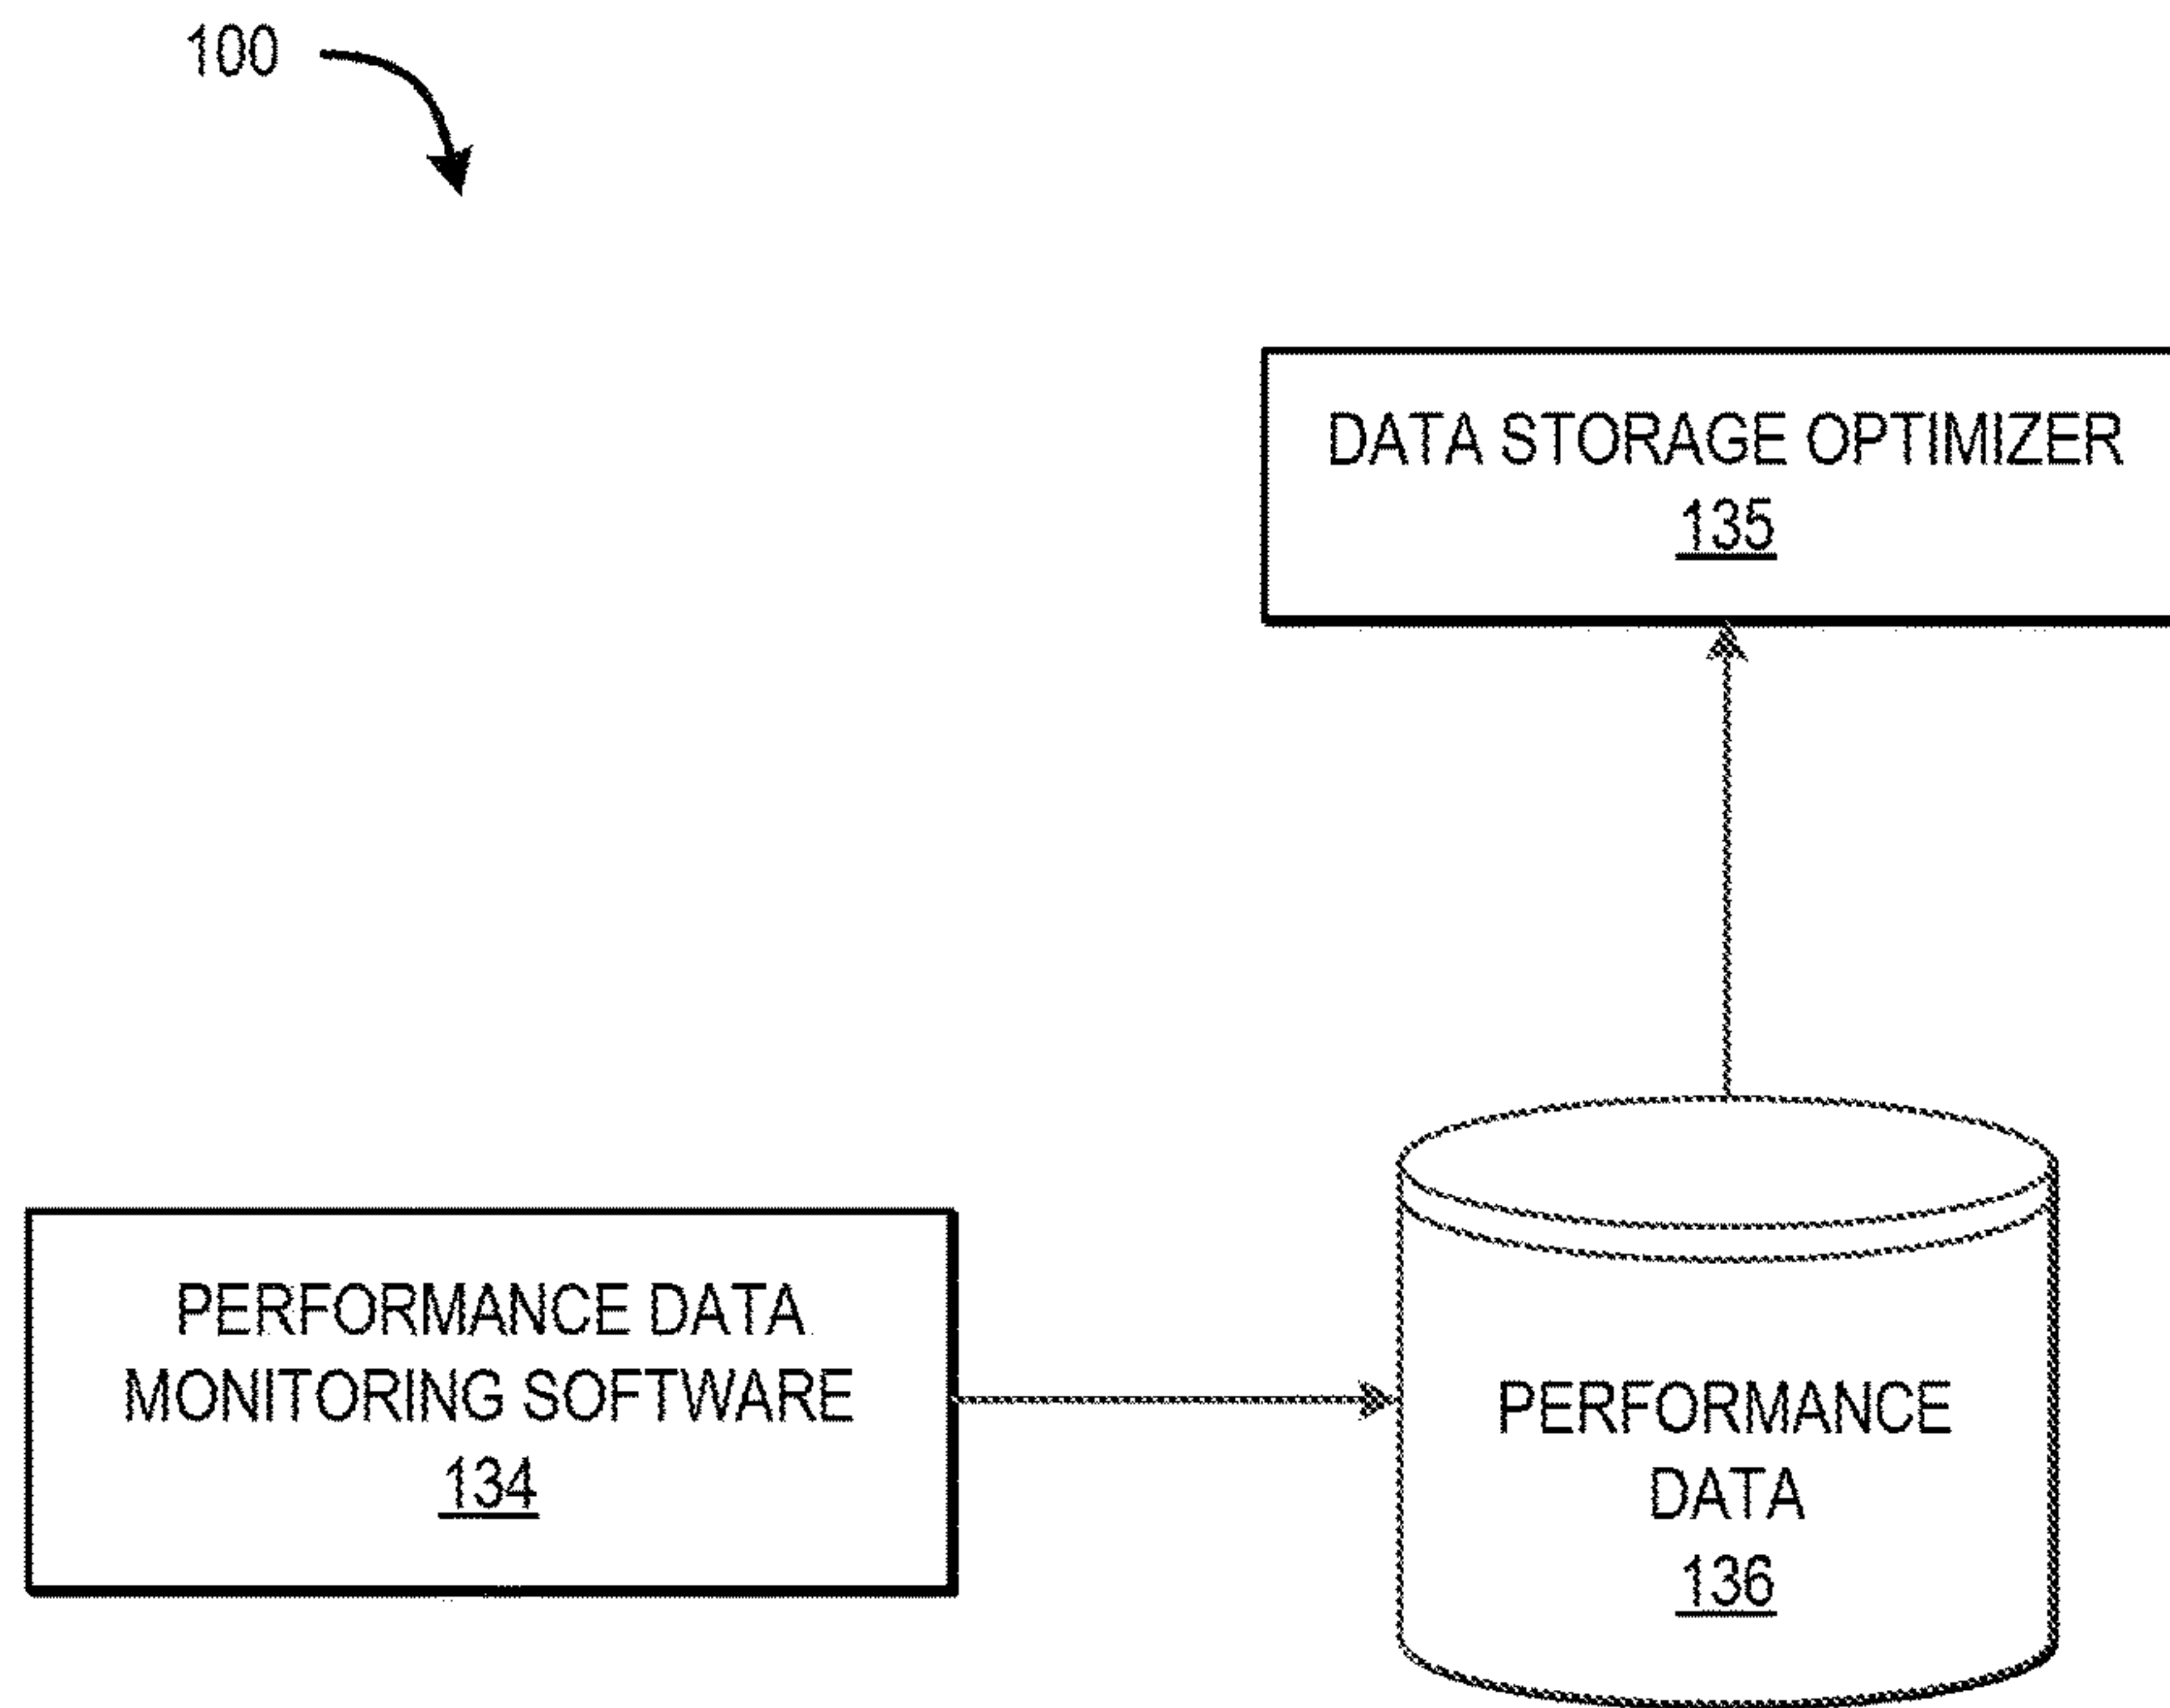 100
DATA STORAGE OPTIMIZER
135
PERFORMANCE DATA
MONITORING SOFTWARE
134
PERFORMANCE
DATA
136